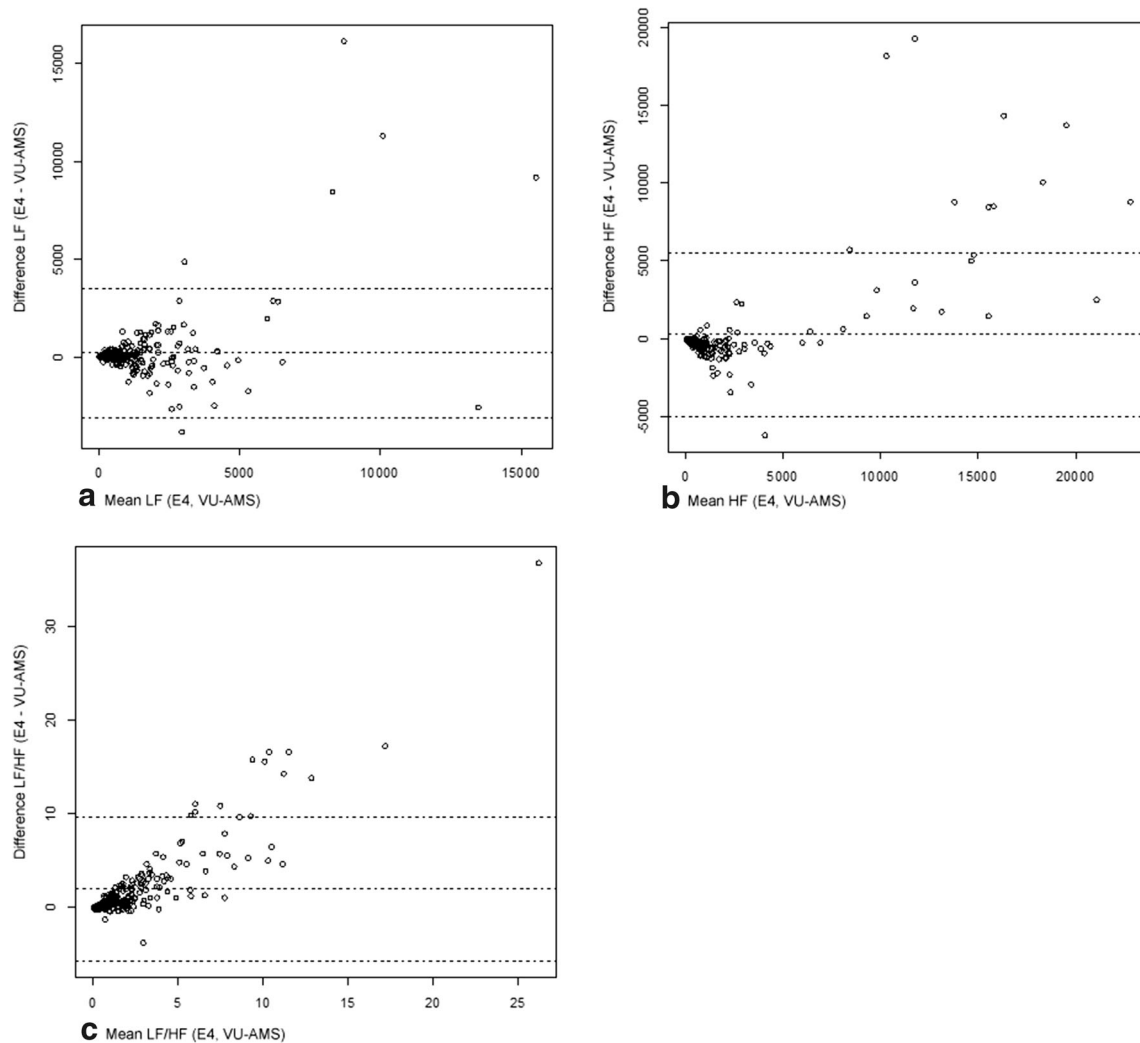 Difference LF (E4 - VU-AMS)
15000
10000
5000
0
0 5000 10000 15000
a Mean LF (E4, VU-AMS)
Difference HF (E4 - VU-AMS)
20000
15000
10000
5000
0
-5000
0 5000 10000 15000 20000
b Mean HF (E4, VU-AMS)
Difference LF/HF (E4 - VU-AMS)
30
20
10
0
0 5 10 15 20 25
c Mean LF/HF (E4, VU-AMS)